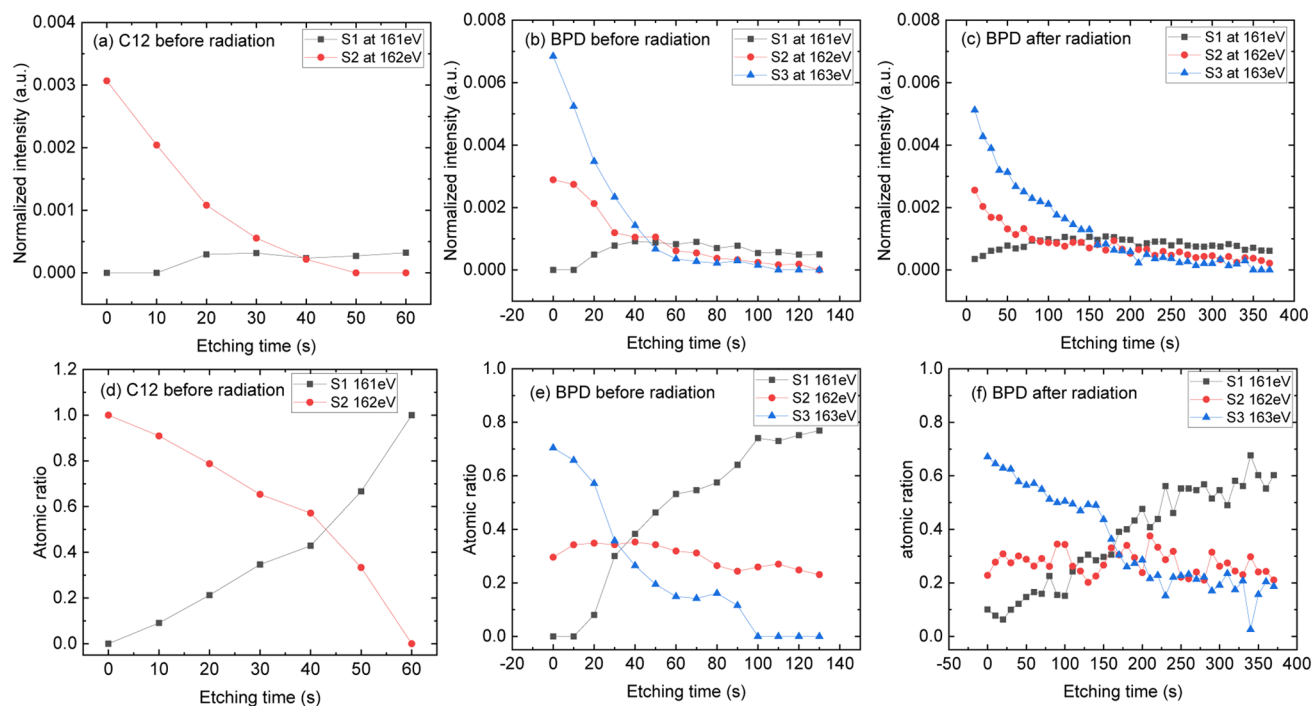 (a) C12 before radiation
S1 at 161eV
S2 at 162eV
0.004
0.003
0.002
0.001
0.000
Normalized intensity (a.u.)
0 10 20 30 40 50 60
Etching time (s)
(b) BPD before radiation
S1 at 161eV
S2 at 162eV
S3 at 163eV
0.008
0.006
0.004
0.002
0.000
Normalized intensity (a.u.)
-20 0 20 40 60 80 100 120 140
Etching time (s)
(c) BPD after radiation
S1 at 161eV
S2 at 162eV
S3 at 163eV
0.008
0.006
0.004
0.002
0.000
Normalized intensity (a.u.)
0 50 100 150 200 250 300 350 400
Etching time (s)
(d) C12 before radiation
S1 161eV
S2 162eV
1.2
1.0
0.8
0.6
0.4
0.2
0.0
Atomic ratio
0 10 20 30 40 50 60
Etching time (s)
(e) BPD before radiation
S1 161eV
S2 162eV
S3 163eV
1.0
0.8
0.6
0.4
0.2
0.0
Atomic ratio
-20 0 20 40 60 80 100 120 140
Etching time (s)
(f) BPD after radiation
S1 161eV
S2 162eV
S3 163eV
1.0
0.8
0.6
0.4
0.2
0.0
atomic ration
-50 0 50 100 150 200 250 300 350 400
Etching time (s)